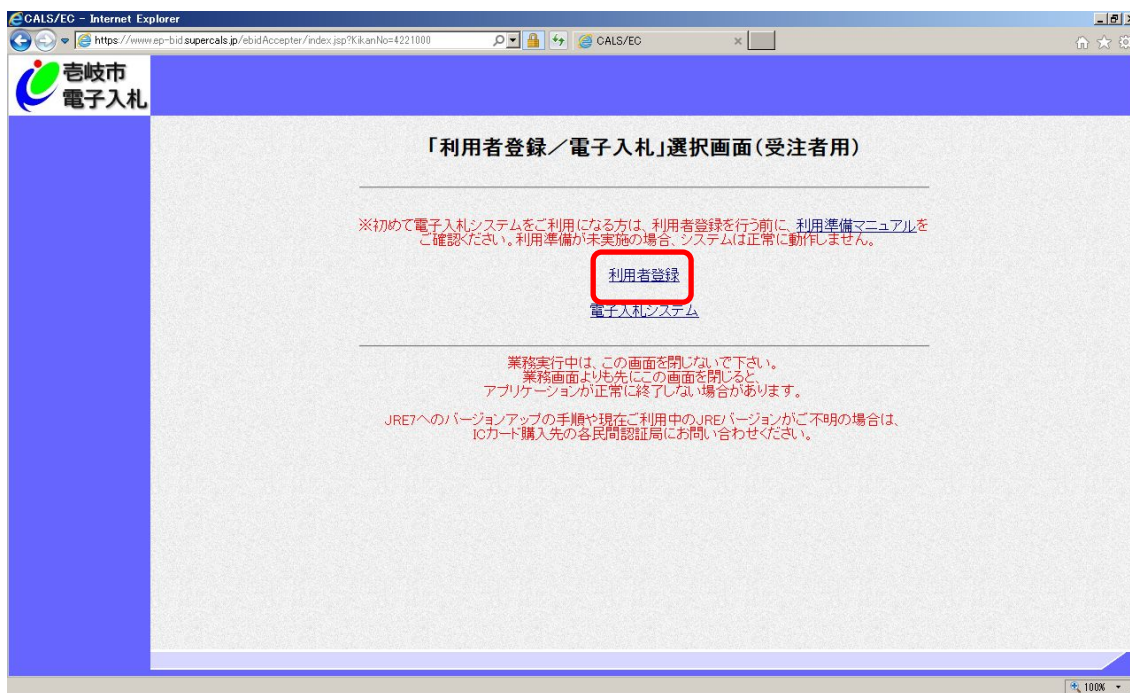 CALS/EC - Internet Explorer
https://www.ep-bid.supercals.jp/ebidAccepter/index.jsp?KikanNo=4221000
CALS/EC
壱岐市
電子入札
「利用者登録／電子入札」選択画面(受注者用)
※初めて電子入札システムをご利用になる方は、利用者登録を行う前に、利用準備マニュアルを
ご確認ください。利用準備が未実施の場合、システムは正常に動作しません。
利用者登録
電子入札システム
業務実行中は、この画面を閉じないで下さい。
業務画面よりも先にこの画面を閉じると、
アプリケーションが正常に終了しない場合があります。
JRE7へのバージョンアップの手順や現在ご利用中のJREバージョンがご不明の場合は、
ICカード購入先の各民間認証局にお問い合わせください。
100%